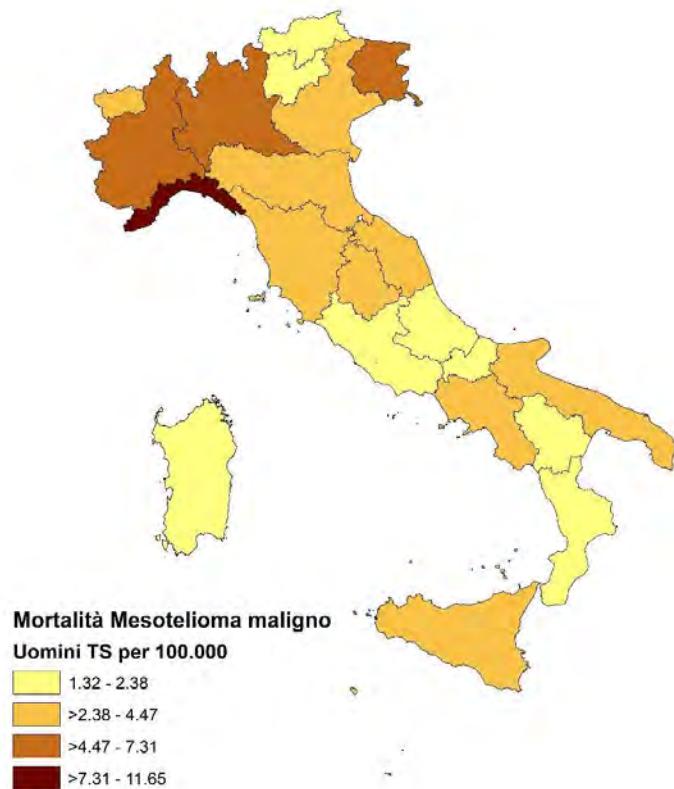 Mortalità Mesotelioma maligno
Uomini TS per 100.000
1.32 - 2.38
>2.38 - 4.47
>4.47 - 7.31
>7.31 - 11.65